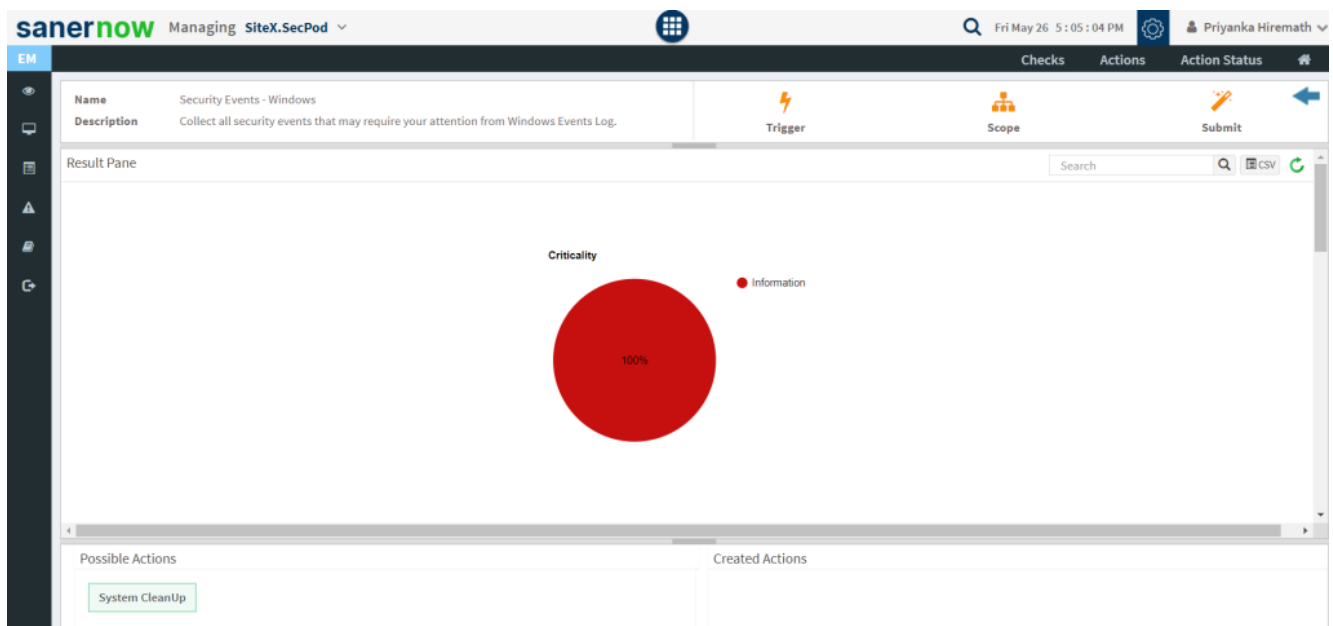 sanernow Managing SiteX.SecPod Fri May 26 5:05:04 PM Priyanka Hiremath
EM Checks Actions Action Status
Name Security Events - Windows
Description Collect all security events that may require your attention from Windows Events Log.
Trigger Scope Submit
Result Pane Search CSV
Criticality
Information
100%
Possible Actions Created Actions
System CleanUp